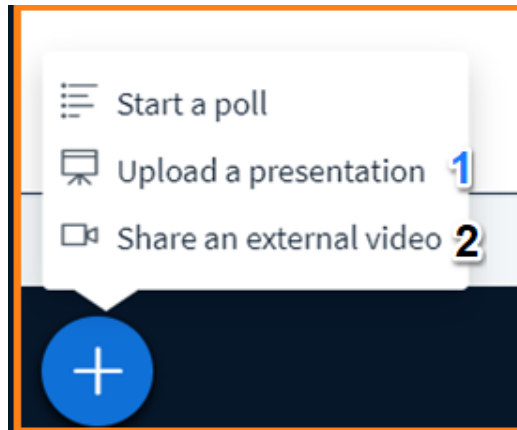 Start a poll
Upload a presentation 1
Share an external video 2